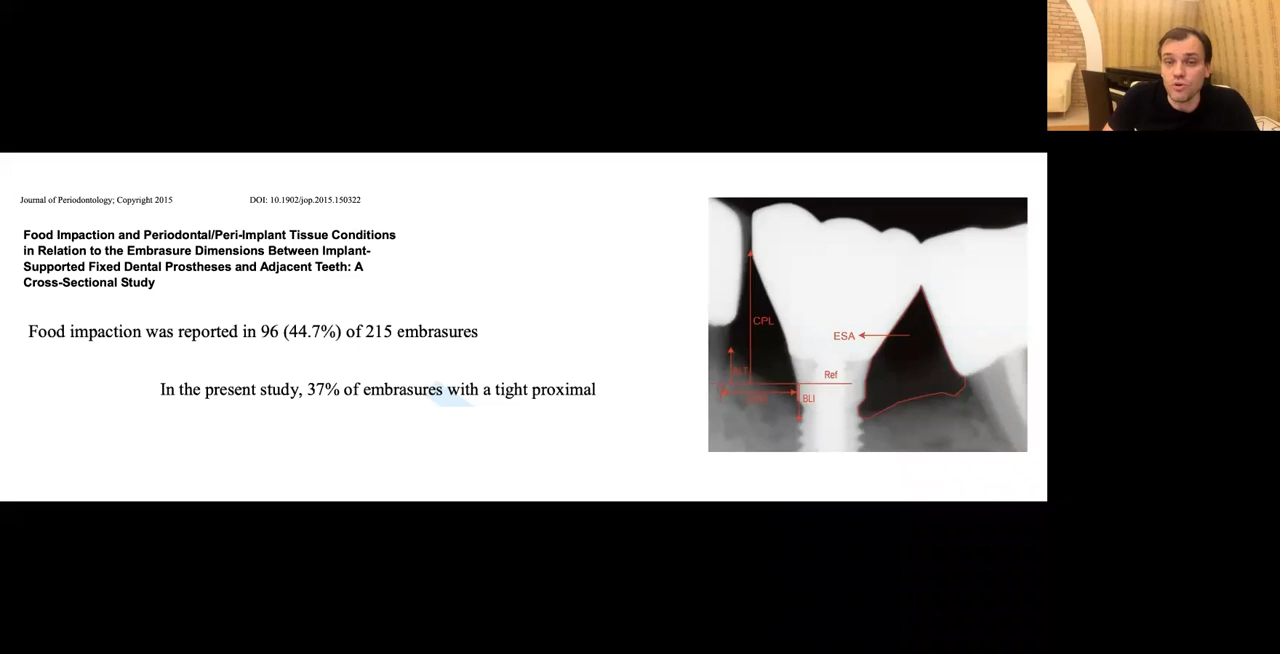 Journal of Periodontology; Copyright 2015 DOI: 10.1902/jop.2015.150322
Food Impaction and Periodontal/Peri-Implant Tissue Conditions
in Relation to the Embrasure Dimensions Between Implant-
Supported Fixed Dental Prostheses and Adjacent Teeth: A
Cross-Sectional Study
Food impaction was reported in 96 (44.7%) of 215 embrasures
In the present study, 37% of embrasures with a tight proximal
CPL
ESA
Ref
BLI